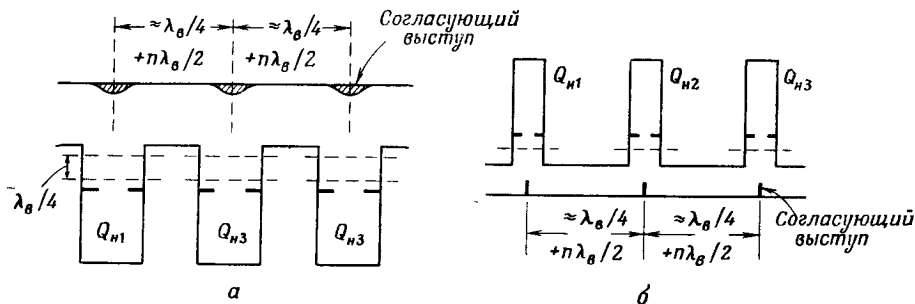 ≈λв/4
≈λв/4
Согласующий
выступ
+nλв/2
+nλв/2
λв/4
Qн1
Qн3
Qн3
а
Qн1
Qн2
Qн3
≈λв/4
≈λв/4
Согласующий
выступ
+nλв/2
+nλв/2
б